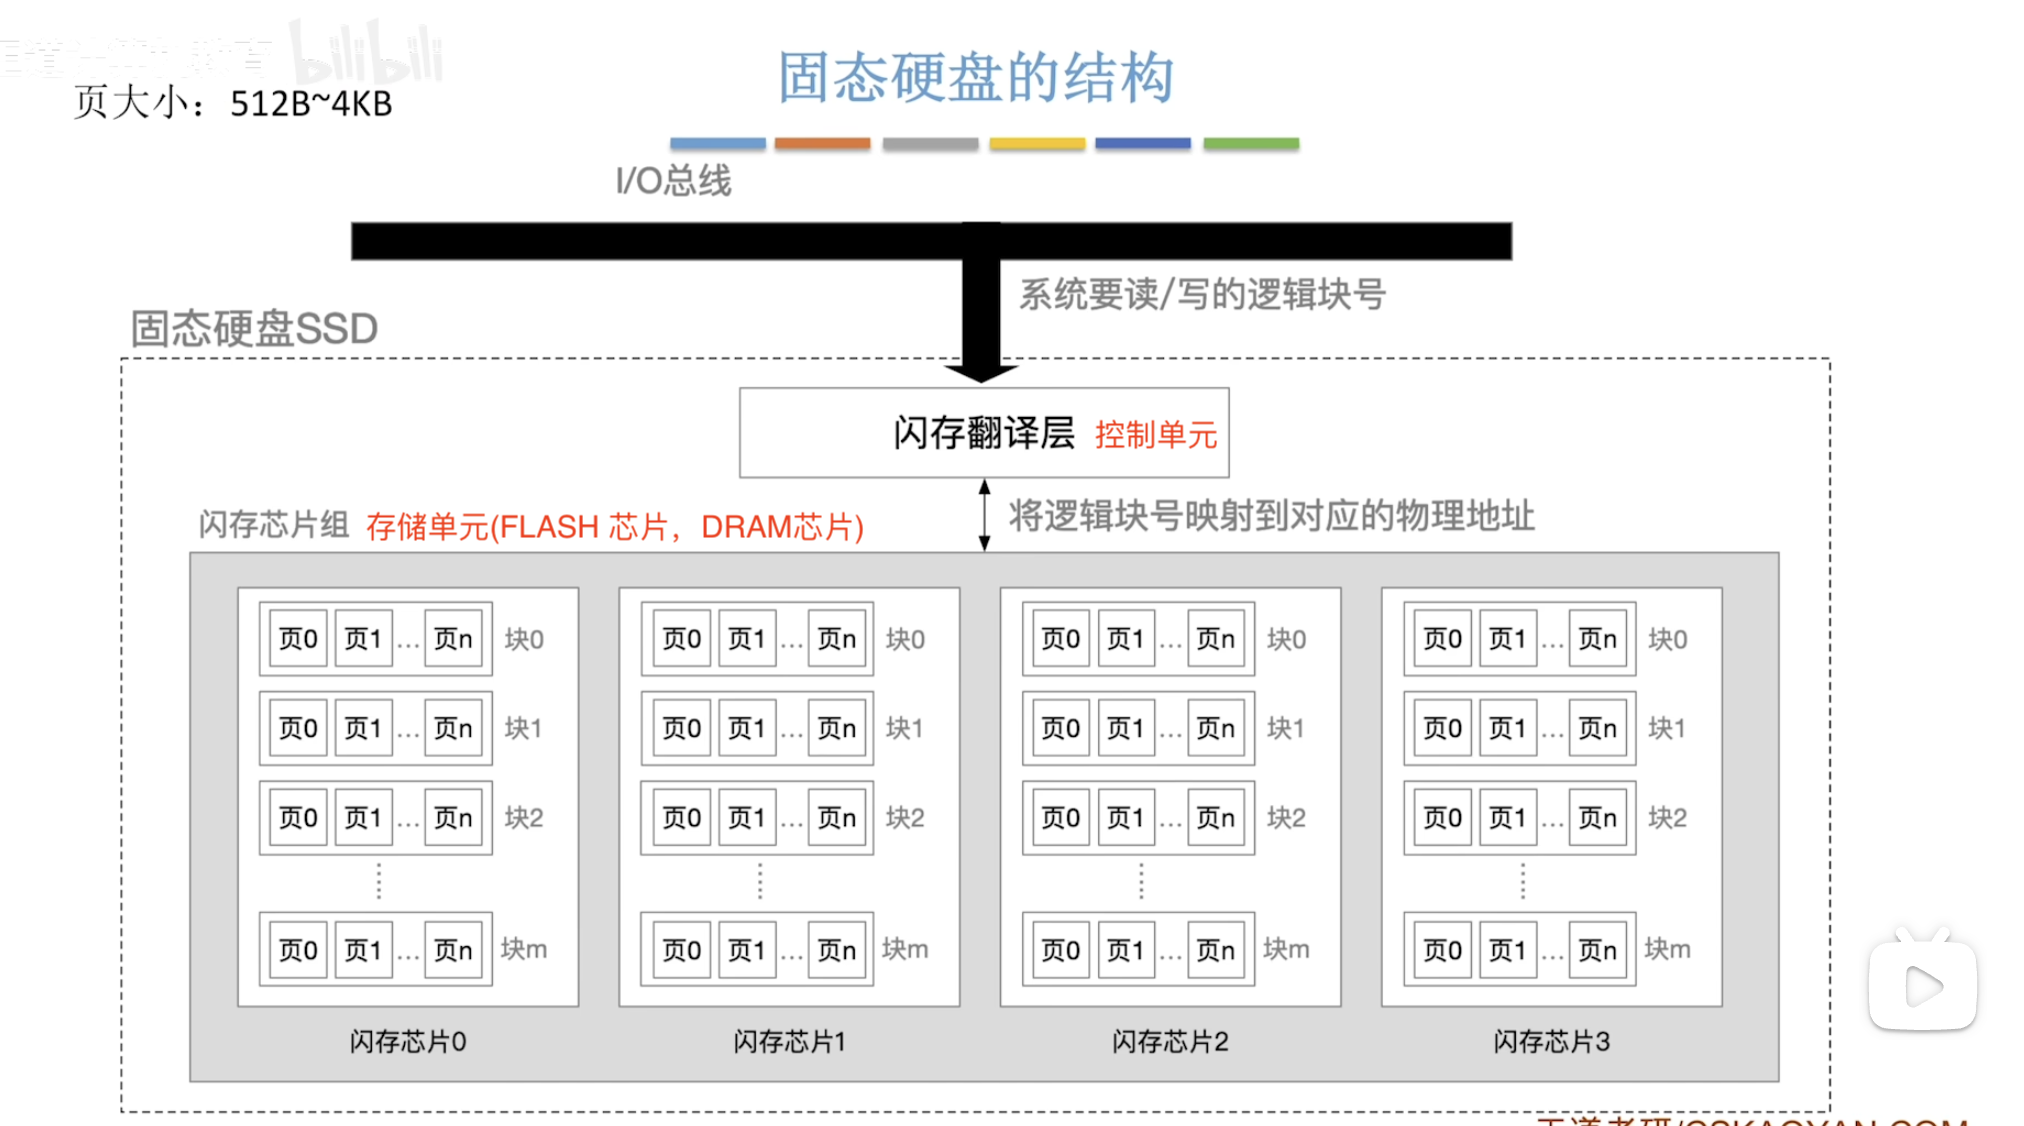 bilibili
固态硬盘的结构
页大小：512B~4KB
I/O总线
系统要读/写的逻辑块号
固态硬盘SSD
闪存翻译层 控制单元
闪存芯片组 存储单元(FLASH 芯片，DRAM芯片)
将逻辑块号映射到对应的物理地址
页0 页1 … 页n 块0 页0 页1 … 页n 块0 页0 页1 … 页n 块0 页0 页1 … 页n 块0
页0 页1 … 页n 块1 页0 页1 … 页n 块1 页0 页1 … 页n 块1 页0 页1 … 页n 块1
页0 页1 … 页n 块2 页0 页1 … 页n 块2 页0 页1 … 页n 块2 页0 页1 … 页n 块2
页0 页1 … 页n 块m 页0 页1 … 页n 块m 页0 页1 … 页n 块m 页0 页1 … 页n 块m
闪存芯片0 闪存芯片1 闪存芯片2 闪存芯片3